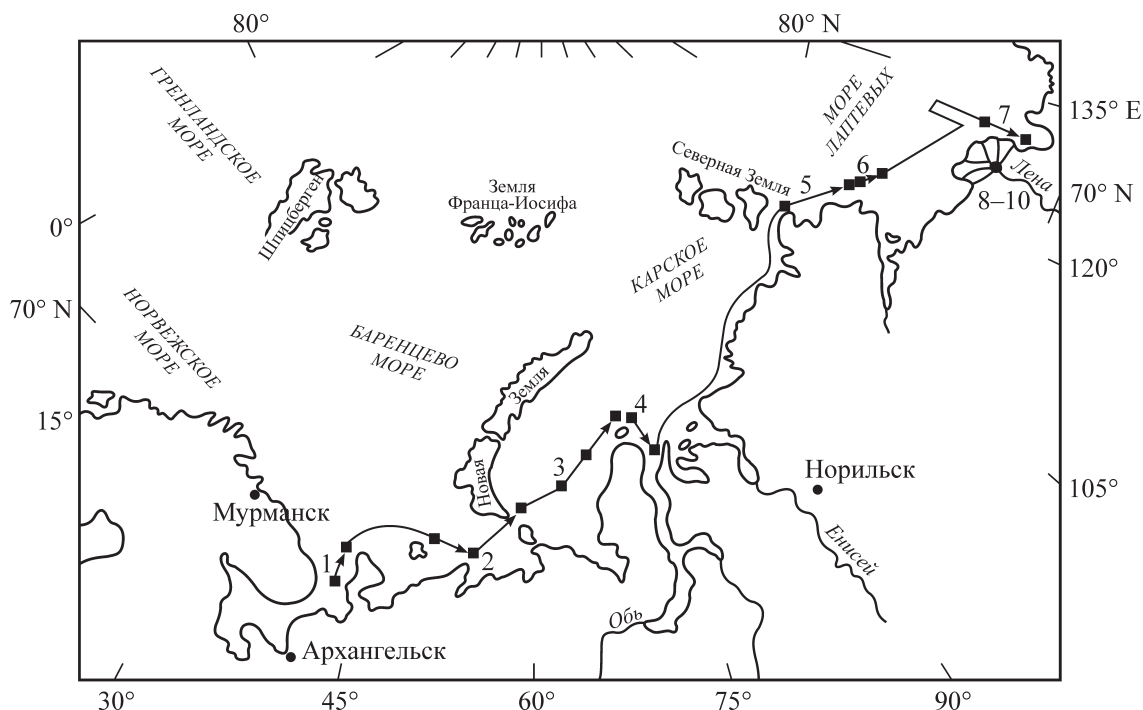 80°
80° N
ГРЕНЛАНДСКОЕ
МОРЕ
МОРЕ
ЛАПТЕВЫХ
135° E
7
Северная Земля
5
6
Лена
70° N
8–10
Шпицберген
Земля
Франца-Иосифа
0°
КАРСКОЕ
МОРЕ
120°
70° N
НОРВЕЖСКОЕ
МОРЕ
БАРЕНЦЕВО
МОРЕ
Земля
4
15°
3
Новая
Норильск
105°
Мурманск
1
2
Енисей
Обь
Архангельск
30°
45°
60°
75°
90°